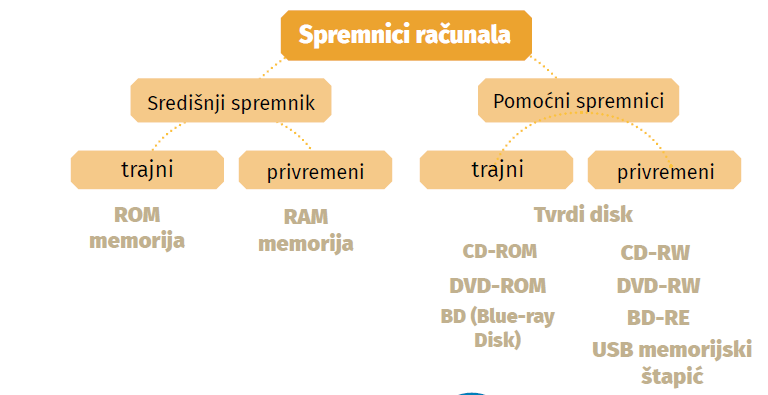 Spremnici računala
Središnji spremnik
Pomoćni spremnici
trajni
privremeni
trajni
privremeni
ROM
memorija
RAM
memorija
Tvrdi disk
CD-ROM
CD-RW
DVD-ROM
DVD-RW
BD (Blue-ray
Disk)
BD-RE
USB memorijski
štapić